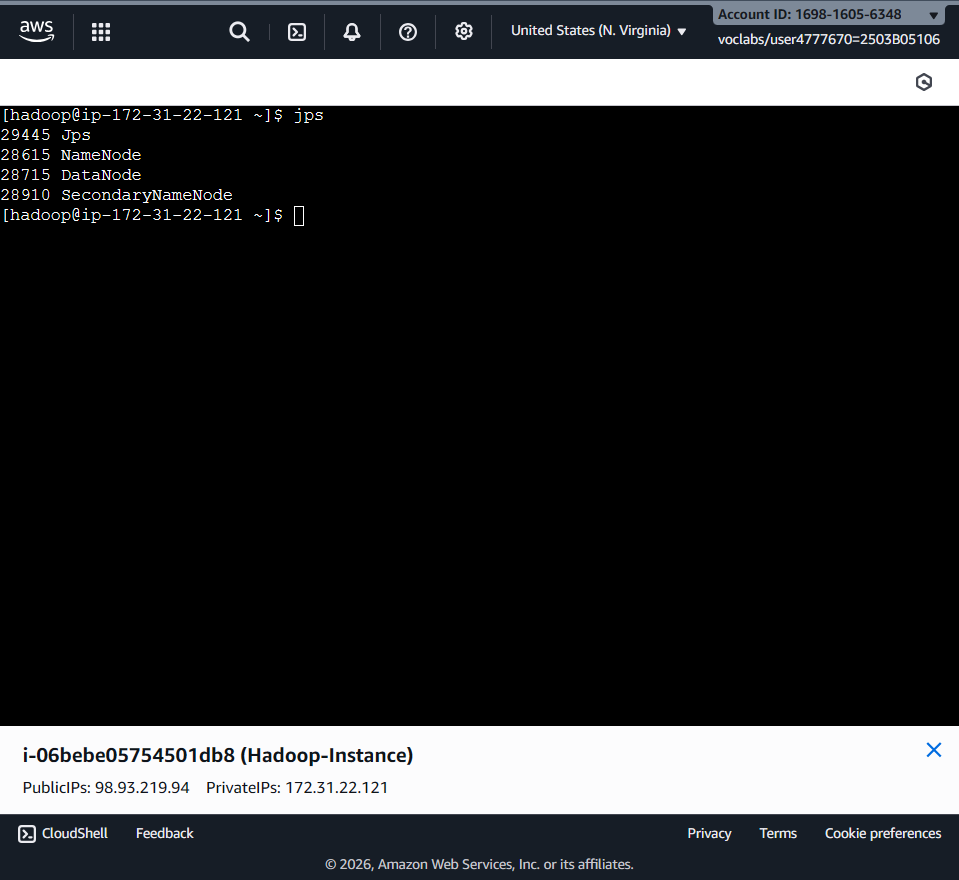 aws
United States (N. Virginia)
Account ID: 1698-1605-6348
voclabs/user4777670=2503B05106
[hadoop@ip-172-31-22-121 ~]$ jps
29445 Jps
28615 NameNode
28715 DataNode
28910 SecondaryNameNode
[hadoop@ip-172-31-22-121 ~]$
i-06bebe05754501db8 (Hadoop-Instance)
PublicIPs: 98.93.219.94 PrivateIPs: 172.31.22.121
CloudShell Feedback Privacy Terms Cookie preferences
© 2026, Amazon Web Services, Inc. or its affiliates.